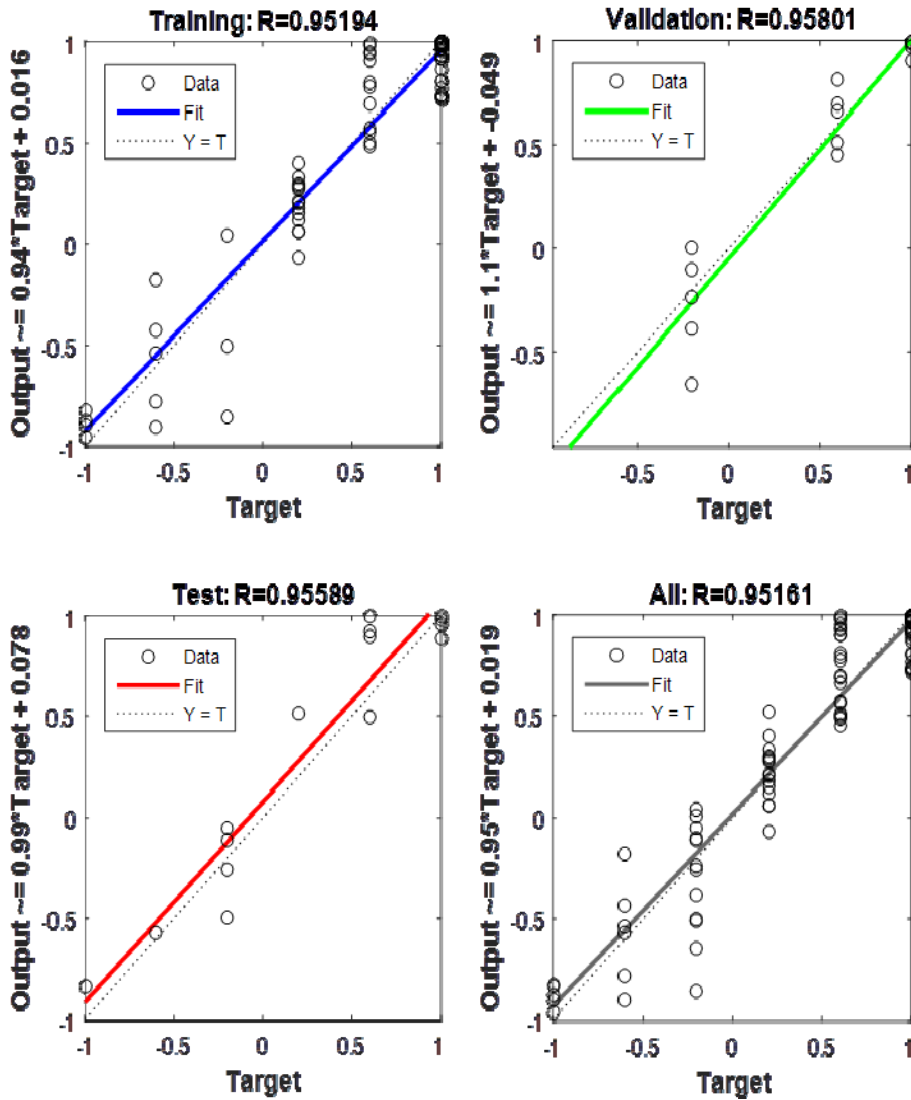 Training: R=0.95194
Output ~= 0.94*Target + 0.016
1
0.5
0
-0.5
-1
Data
Fit
Y = T
-1
-0.5
0
0.5
1
Target
Validation: R=0.95801
Output ~= 1.1*Target + -0.049
1
0.5
0
-0.5
Data
Fit
Y = T
-0.5
0
0.5
1
Target
Test: R=0.95589
Output ~= 0.99*Target + 0.078
1
0.5
0
-0.5
-1
Data
Fit
Y = T
-1
-0.5
0
0.5
1
Target
All: R=0.95161
Output ~= 0.95*Target + 0.019
1
0.5
0
-0.5
-1
Data
Fit
Y = T
-1
-0.5
0
0.5
1
Target